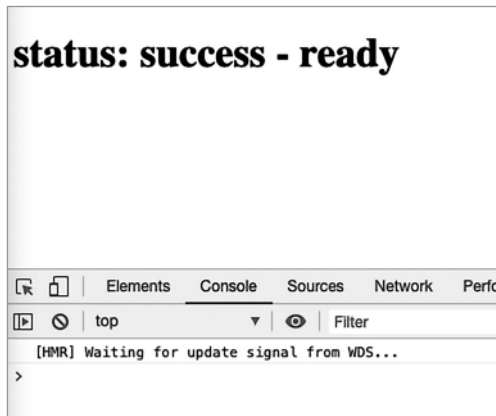 status: success - ready
Elements Console Sources Network
top Filter
[HMR] Waiting for update signal from WDS...
>